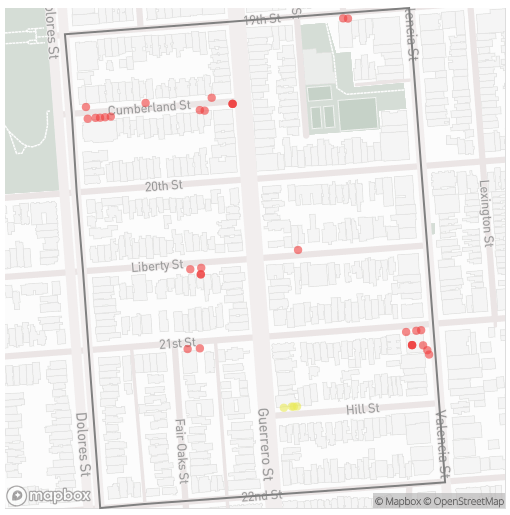 Dolores St
19th St
Valencia St
Cumberland St
20th St
Lexington St
Liberty St
21st St
Dolores St
Fair Oaks St
Guerrero St
Hill St
Valencia St
22nd St
mapbox
© Mapbox © OpenStreetMap